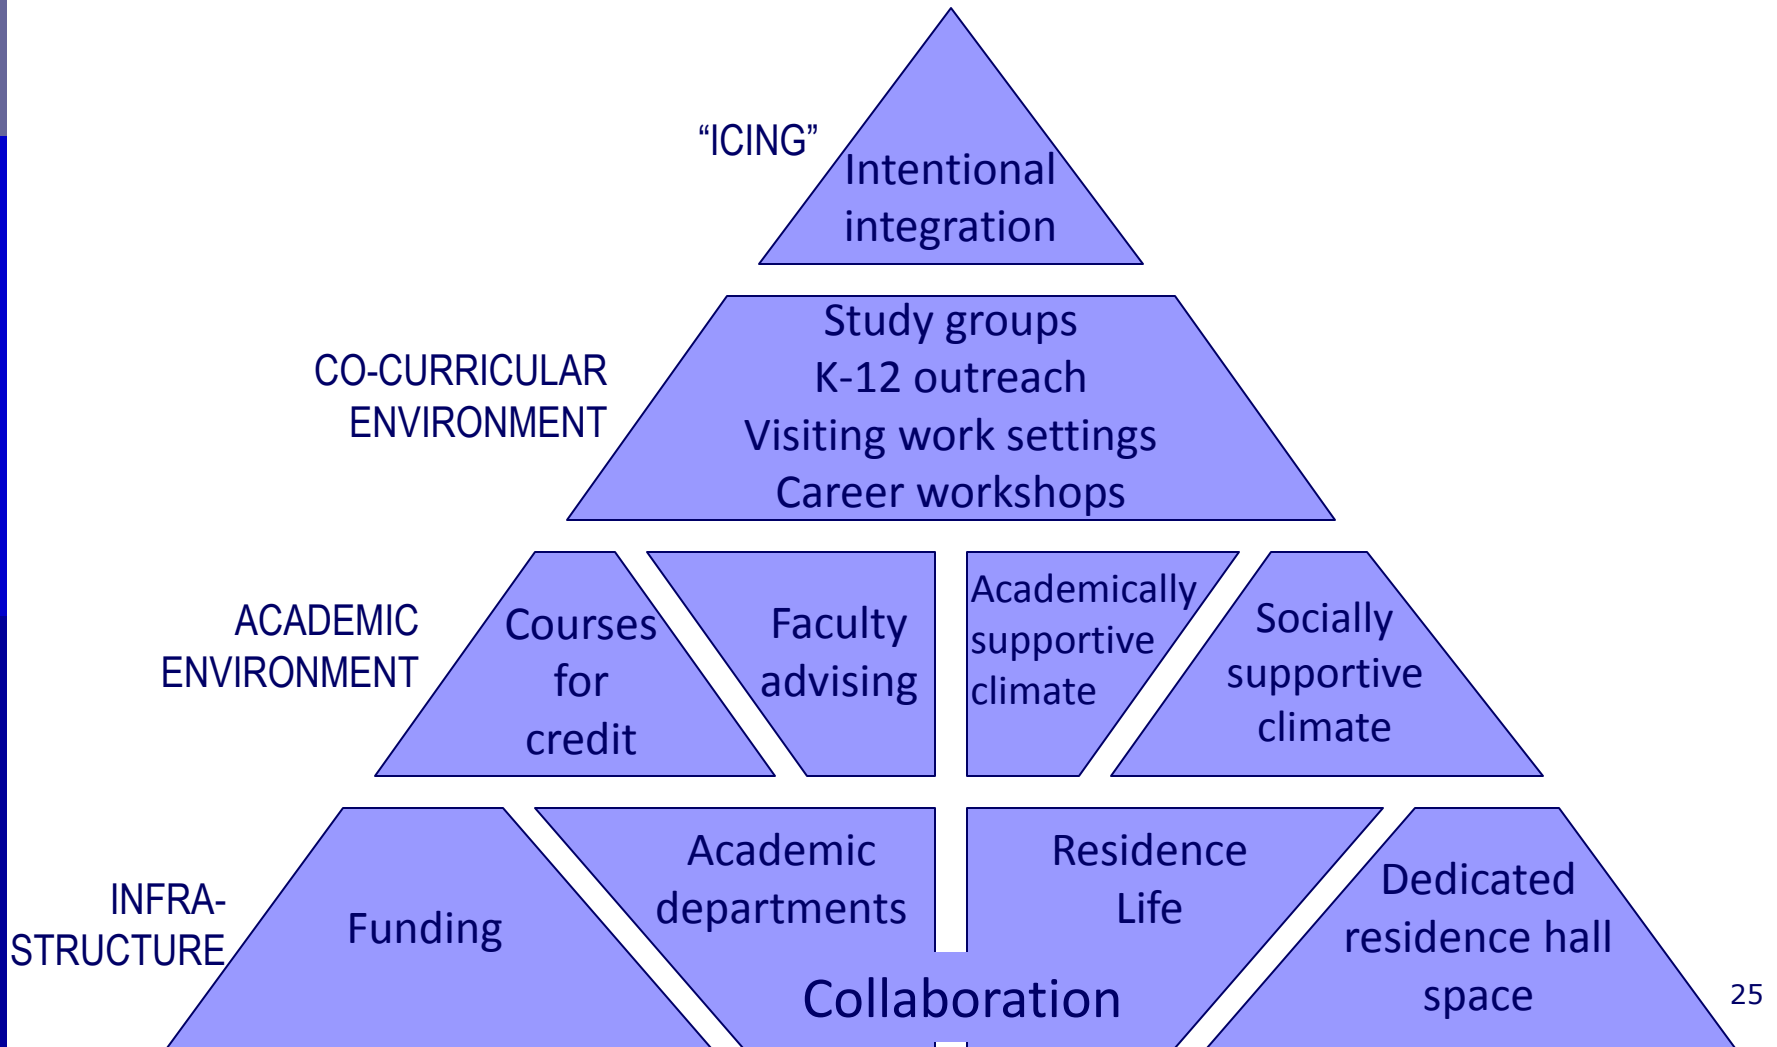 “ICING”
Intentional
integration
CO-CURRICULAR
ENVIRONMENT
Study groups
K-12 outreach
Visiting work settings
Career workshops
ACADEMIC
ENVIRONMENT
Courses
for
credit
Faculty
advising
Academically
supportive
climate
Socially
supportive
climate
INFRA-
STRUCTURE
Funding
Academic
departments
Residence
Life
Collaboration
Dedicated
residence hall
space
25